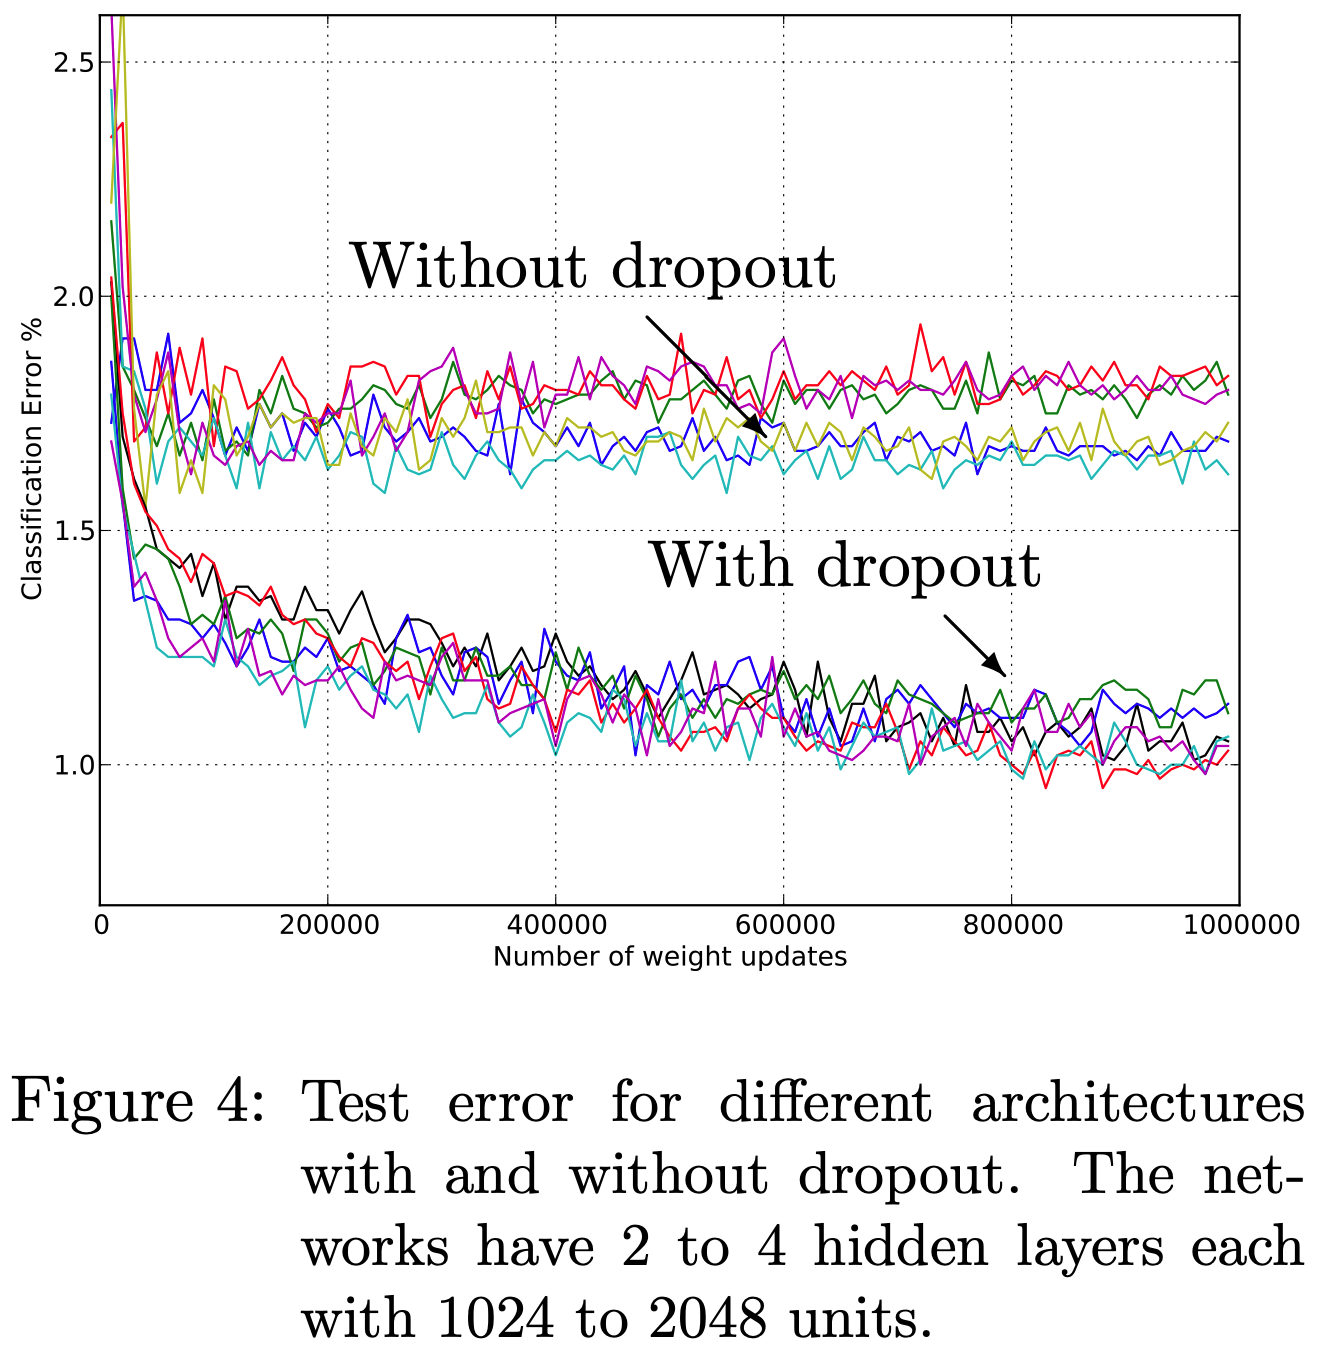 2.5
2.0
1.5
1.0
Classification Error %
Without dropout
With dropout
0 200000 400000 600000 800000 1000000
Number of weight updates
Figure 4: Test error for different architectures
with and without dropout. The net-
works have 2 to 4 hidden layers each
with 1024 to 2048 units.